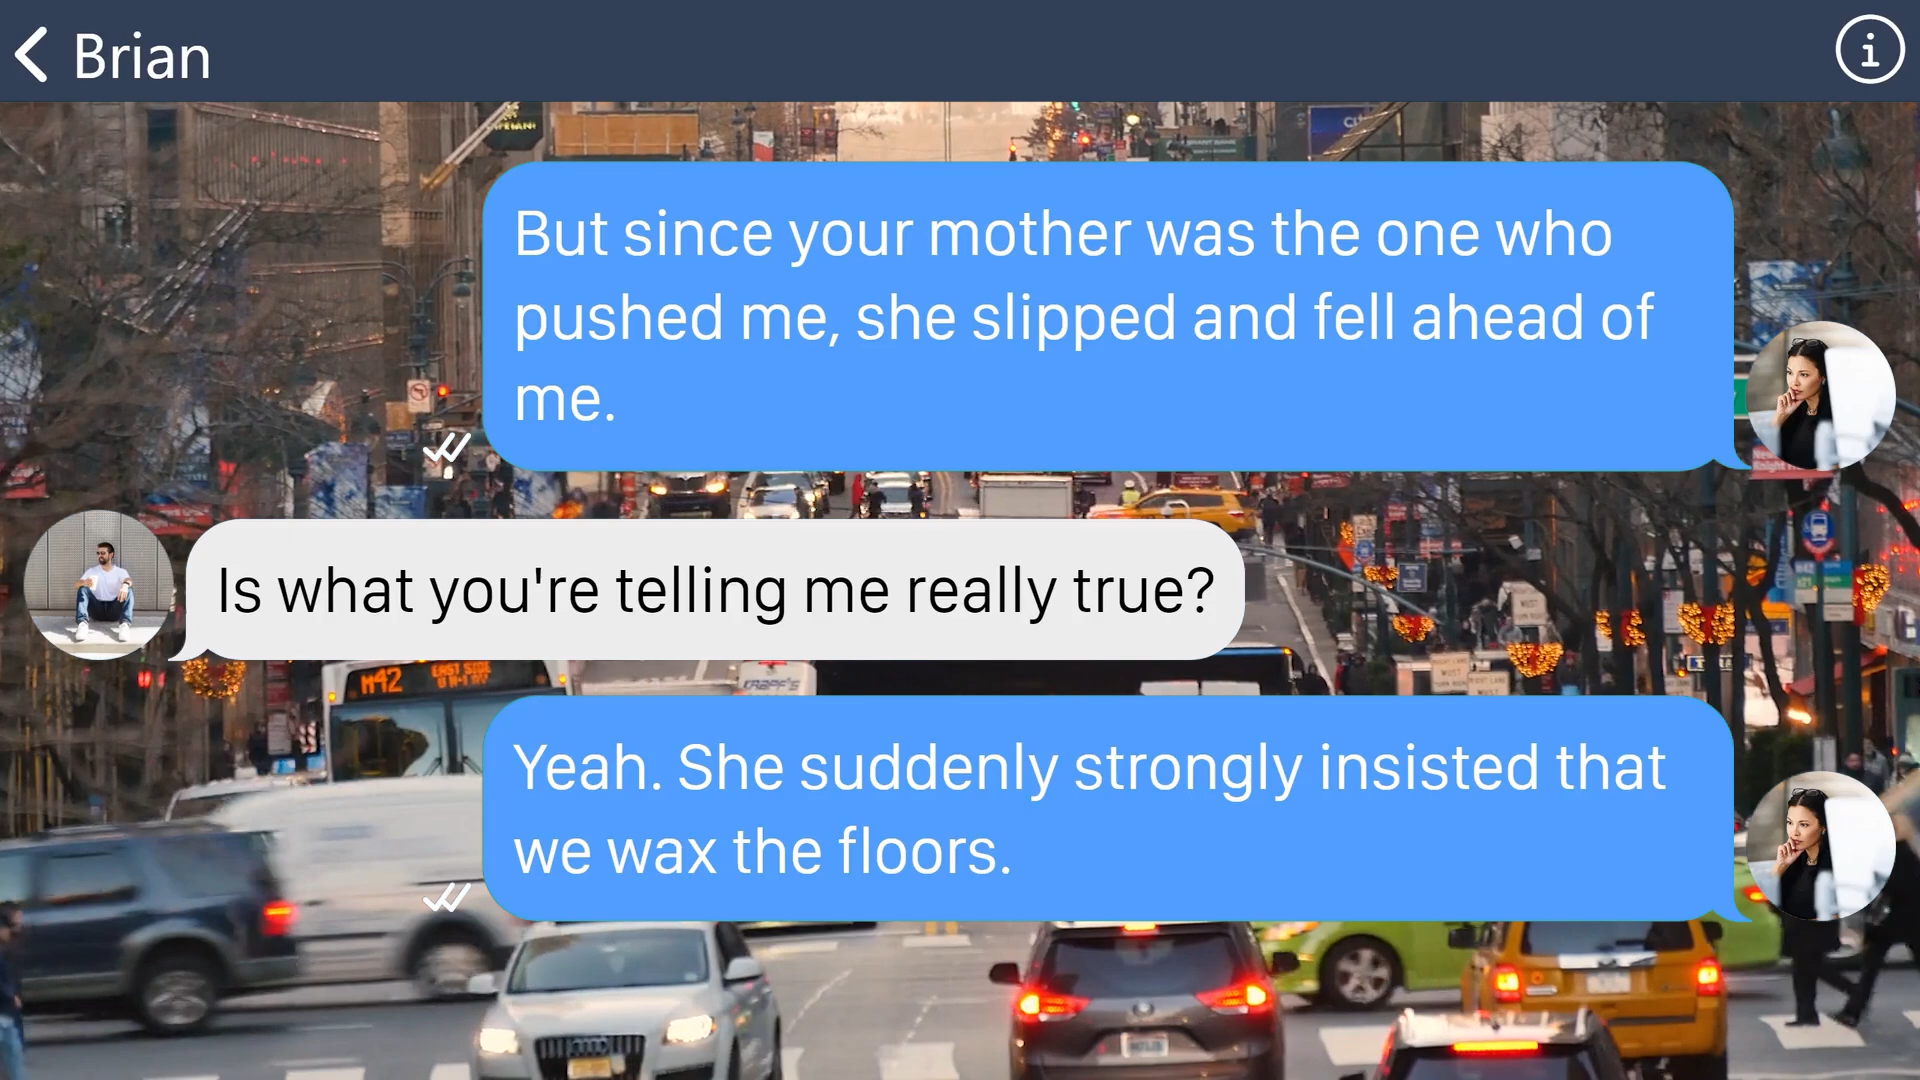 Brian
But since your mother was the one who
pushed me, she slipped and fell ahead of
me.
Is what you're telling me really true?
M42
EAST SIDE
KRAPF'S
Yeah. She suddenly strongly insisted that
we wax the floors.